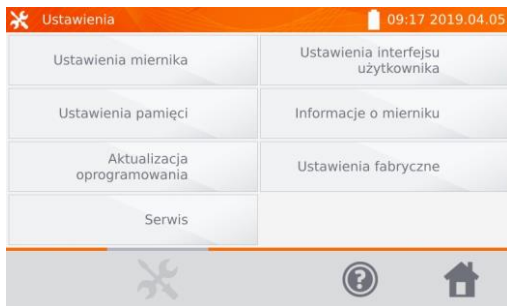 Ustawienia
09:17 2019.04.05
Ustawienia miernika
Ustawienia interfejsu
użytkownika
Ustawienia pamięci
Informacje o mierniku
Aktualizacja
oprogramowania
Ustawienia fabryczne
Serwis
?